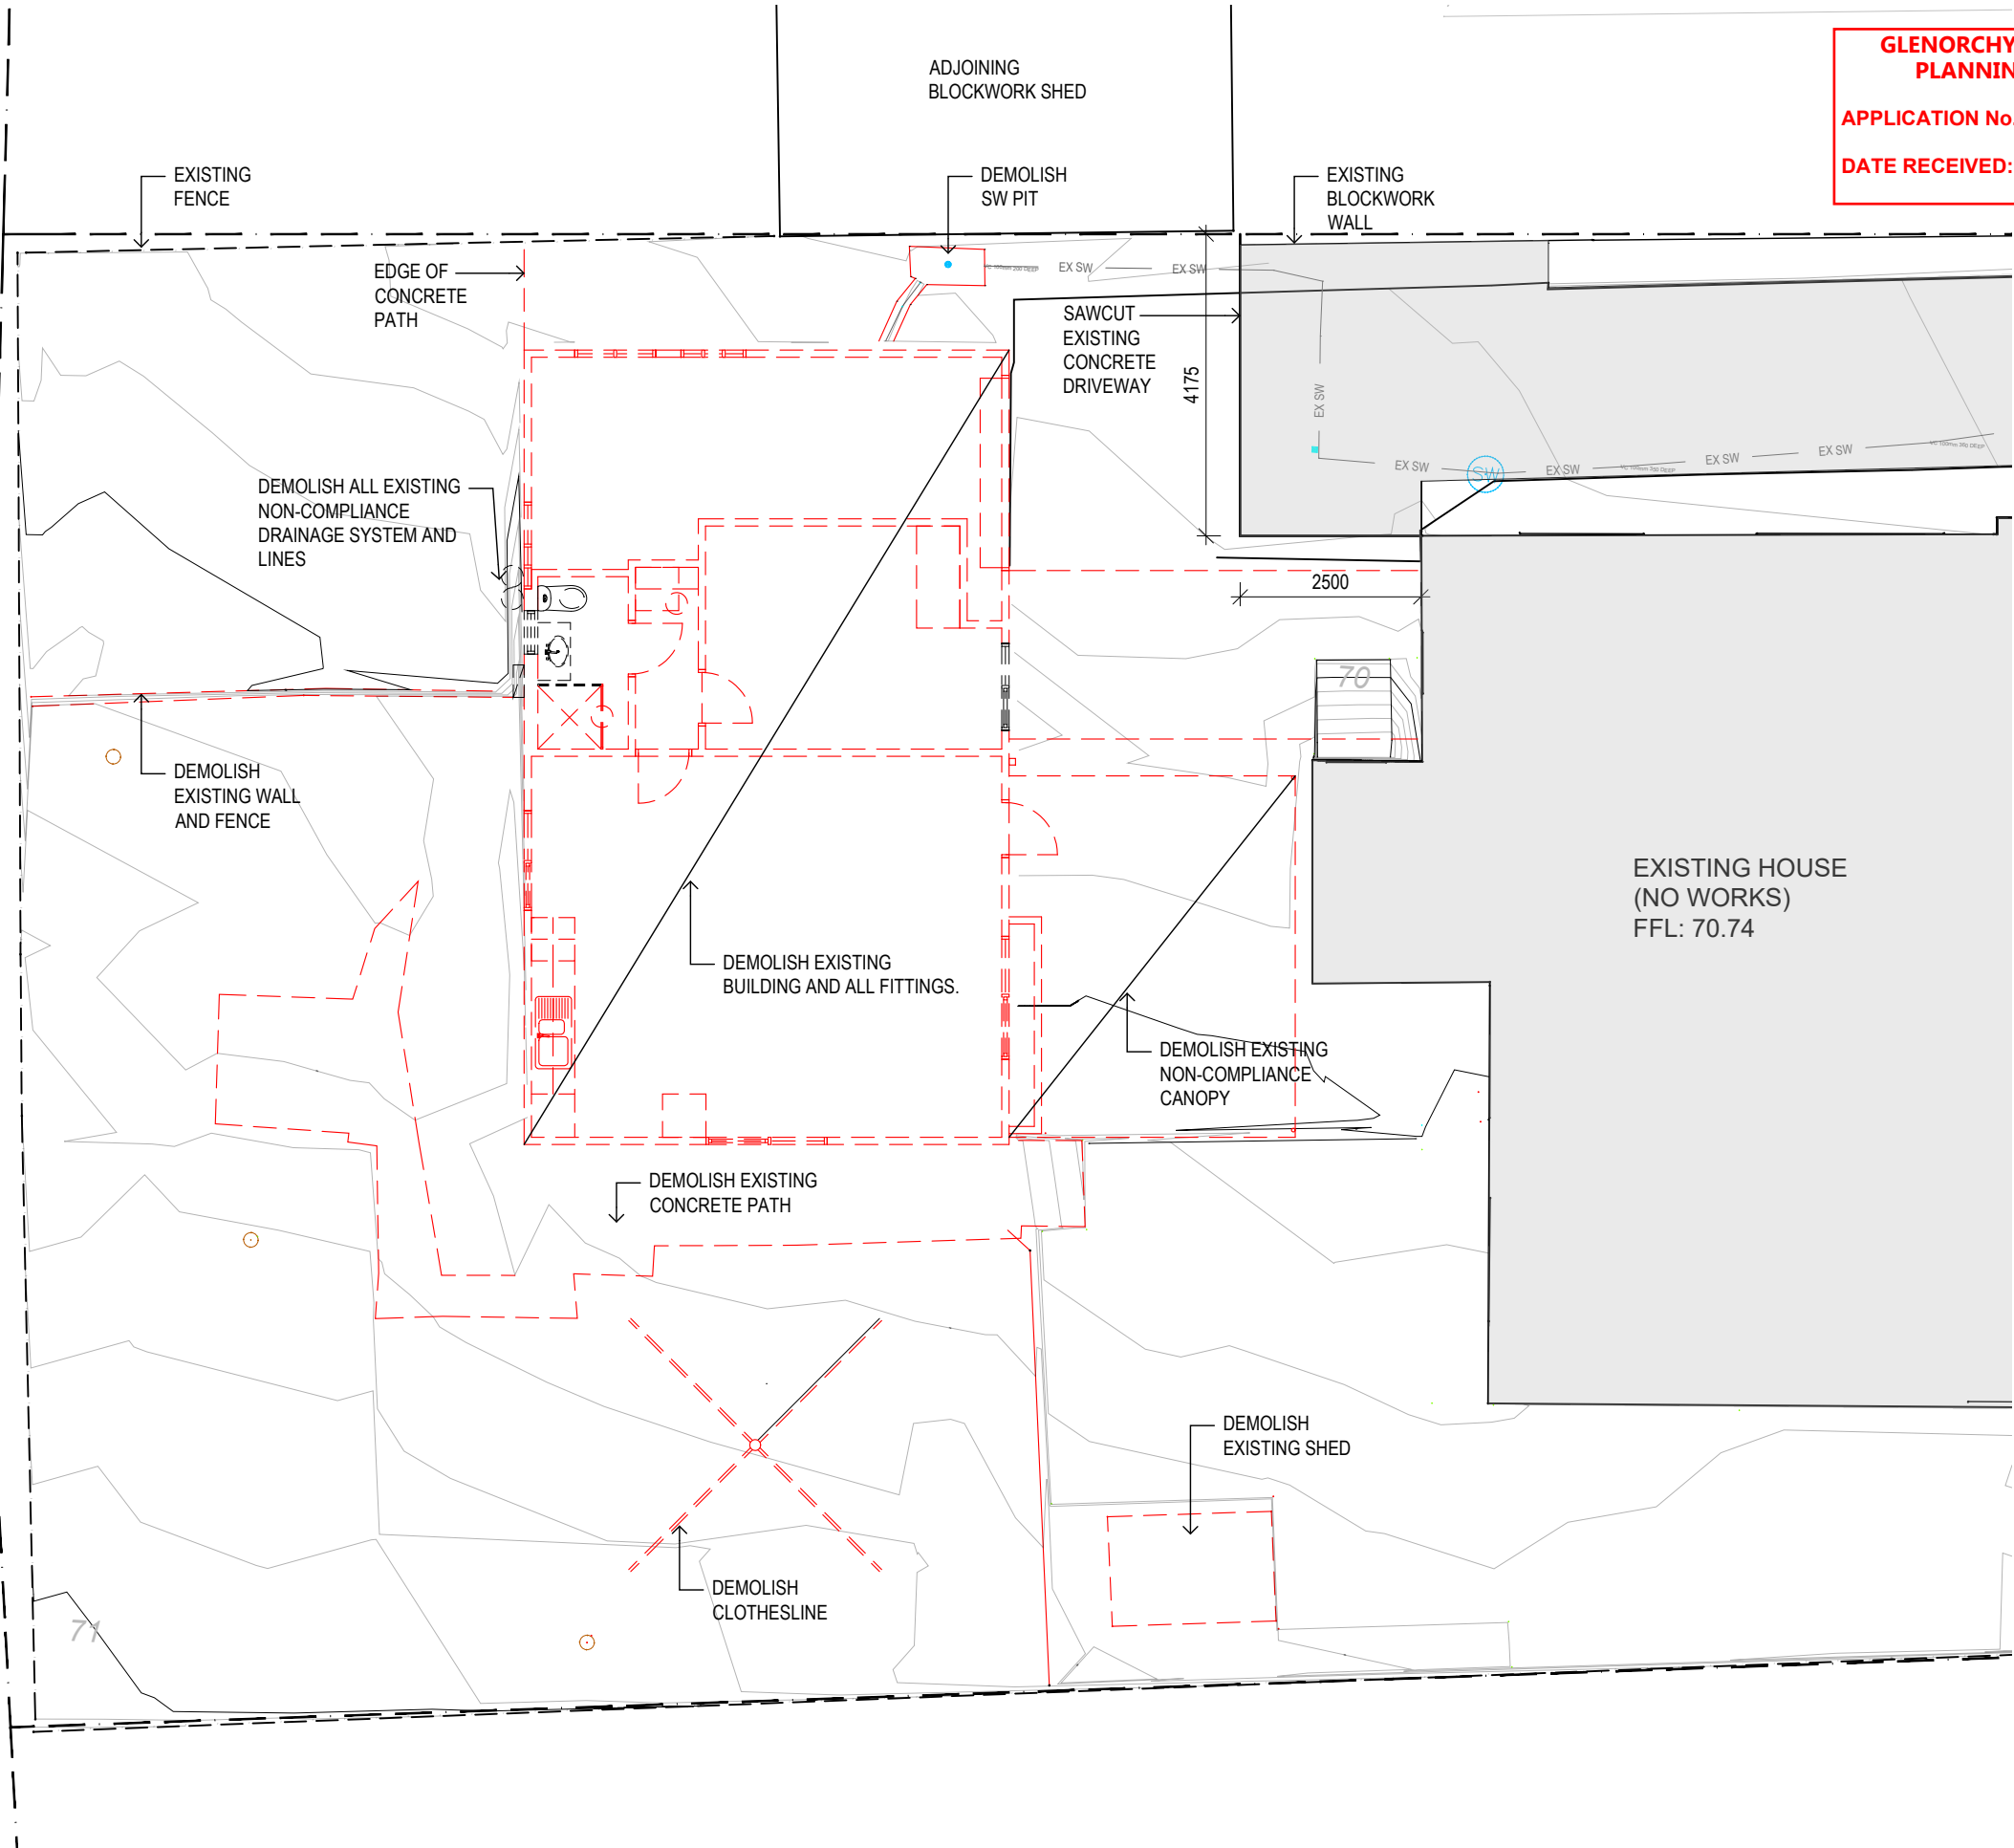 GLENORCHY
PLANNIN
APPLICATION No.
DATE RECEIVED:
ADJOINING
BLOCKWORK SHED
EXISTING
FENCE
DEMOLISH
SW PIT
EXISTING
BLOCKWORK
WALL
EDGE OF
CONCRETE
PATH
EX SW
EX SW
SAWCUT
EXISTING
CONCRETE
DRIVEWAY
4175
EX SW
EX SW
SW
EX SW
EX SW
EX SW
DEMOLISH ALL EXISTING
NON-COMPLIANCE
DRAINAGE SYSTEM AND
LINES
2500
70
DEMOLISH
EXISTING WALL
AND FENCE
EXISTING HOUSE
(NO WORKS)
FFL: 70.74
DEMOLISH EXISTING
BUILDING AND ALL FITTINGS.
DEMOLISH EXISTING
NON-COMPLIANCE
CANOPY
DEMOLISH EXISTING
CONCRETE PATH
DEMOLISH
EXISTING SHED
DEMOLISH
CLOTHESLINE
71